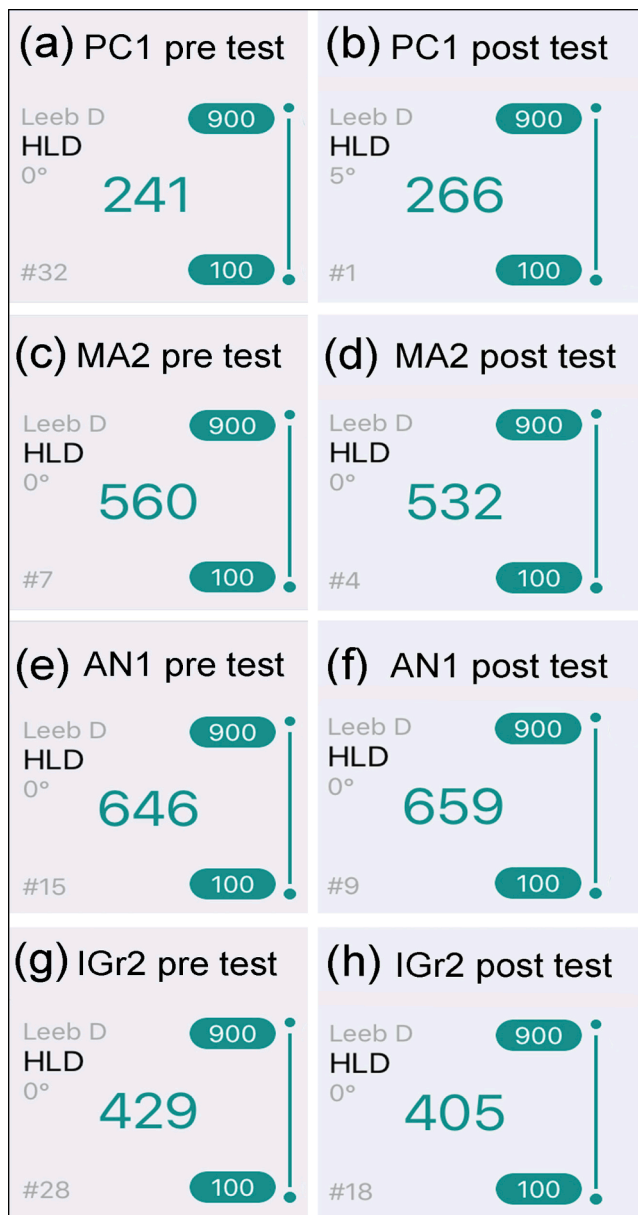 (a) PC1 pre test
Leeb D
900
HLD
0°
241
#32
100
(b) PC1 post test
Leeb D
900
HLD
5°
266
#1
100
(c) MA2 pre test
Leeb D
900
HLD
0°
560
#7
100
(d) MA2 post test
Leeb D
900
HLD
0°
532
#4
100
(e) AN1 pre test
Leeb D
900
HLD
0°
646
#15
100
(f) AN1 post test
Leeb D
900
HLD
0°
659
#9
100
(g) IGr2 pre test
Leeb D
900
HLD
0°
429
#28
100
(h) IGr2 post test
Leeb D
900
HLD
0°
405
#18
100